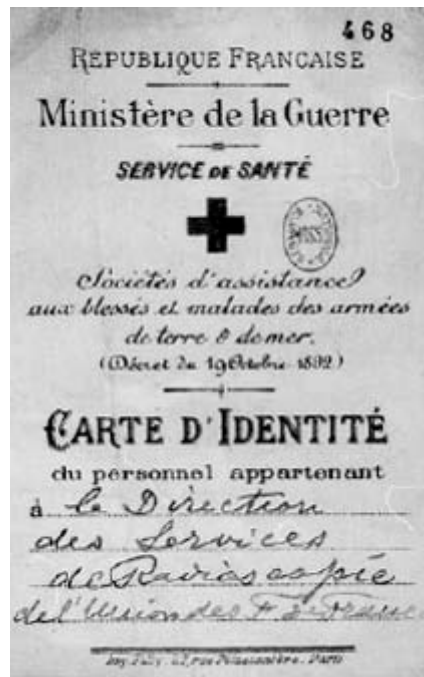 468
REPUBLIQUE FRANCAISE
Ministère de la Guerre
SERVICE DE SANTÉ
Sociétés d'assistance
aux blessés et malades des armées
de terre & de mer.
(Décret du 19 Octobre 1892)
CARTE D'IDENTITÉ
du personnel appartenant
à la Direction
des Services
de Radioscopie
de l'Union des F. de France